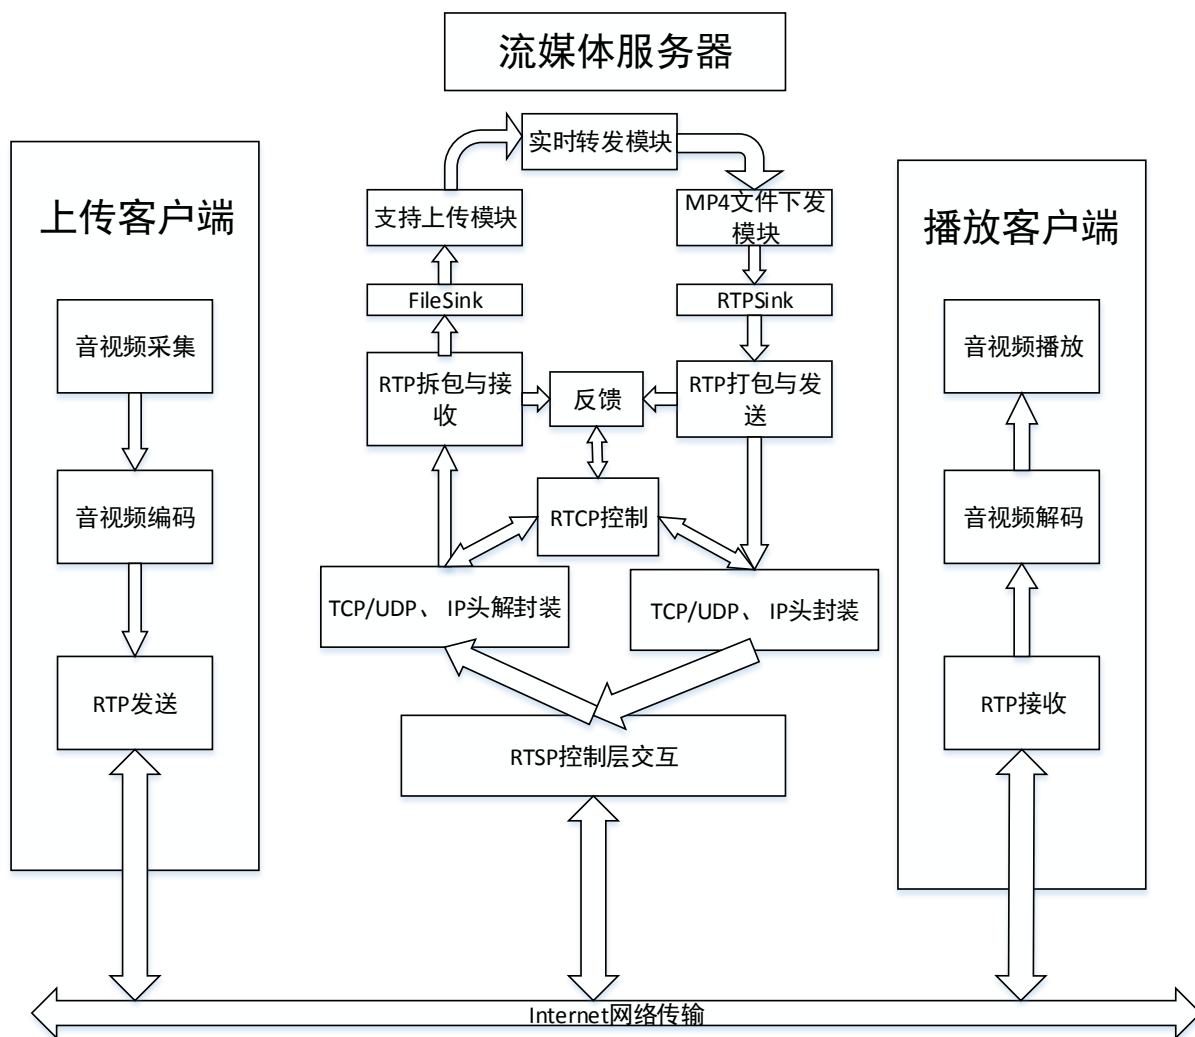 流媒体服务器
实时转发模块
上传客户端
支持上传模块
MP4文件下发
模块
播放客户端
FileSink
RTPSink
音视频采集
RTP拆包与接
收
反馈
RTP打包与发
送
音视频播放
音视频编码
RTCP控制
音视频解码
TCP/UDP、 IP头解封装
TCP/UDP、 IP头封装
RTP发送
RTSP控制层交互
RTP接收
Internet网络传输